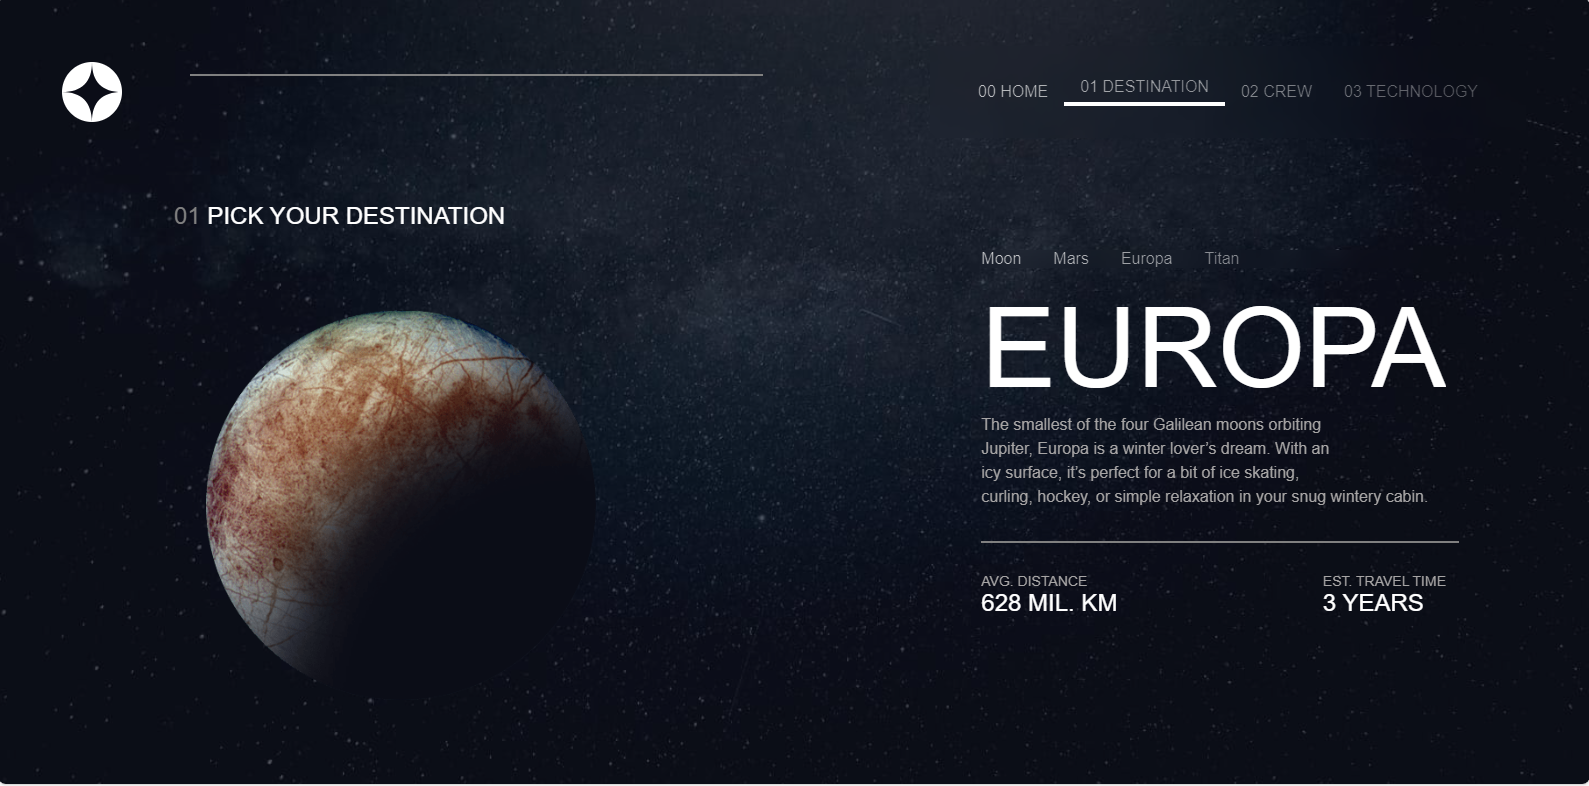 00 HOME 01 DESTINATION 02 CREW 03 TECHNOLOGY
01 PICK YOUR DESTINATION
Moon Mars Europa Titan
EUROPA
The smallest of the four Galilean moons orbiting
Jupiter, Europa is a winter lover’s dream. With an
icy surface, it’s perfect for a bit of ice skating,
curling, hockey, or simple relaxation in your snug wintery cabin.
AVG. DISTANCE EST. TRAVEL TIME
628 MIL. KM 3 YEARS